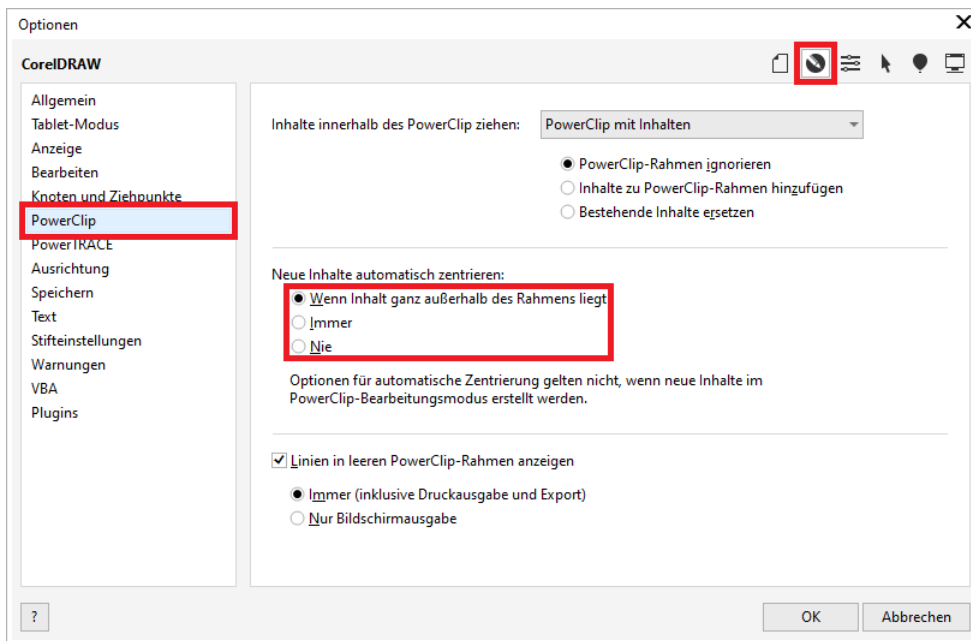 Optionen
CorelDRAW
Allgemein
Tablet-Modus
Anzeige
Bearbeiten
Knoten und Ziehpunkte
PowerClip
PowerTRACE
Ausrichtung
Speichern
Text
Stifteinstellungen
Warnungen
VBA
Plugins
Inhalte innerhalb des PowerClip ziehen: PowerClip mit Inhalten
PowerClip-Rahmen ignorieren
Inhalte zu PowerClip-Rahmen hinzufügen
Bestehende Inhalte ersetzen
Neue Inhalte automatisch zentrieren:
Wenn Inhalt ganz außerhalb des Rahmens liegt
Immer
Nie
Optionen für automatische Zentrierung gelten nicht, wenn neue Inhalte im
PowerClip-Bearbeitungsmodus erstellt werden.
Linien in leeren PowerClip-Rahmen anzeigen
Immer (inklusive Druckausgabe und Export)
Nur Bildschirmausgabe
? OK Abbrechen